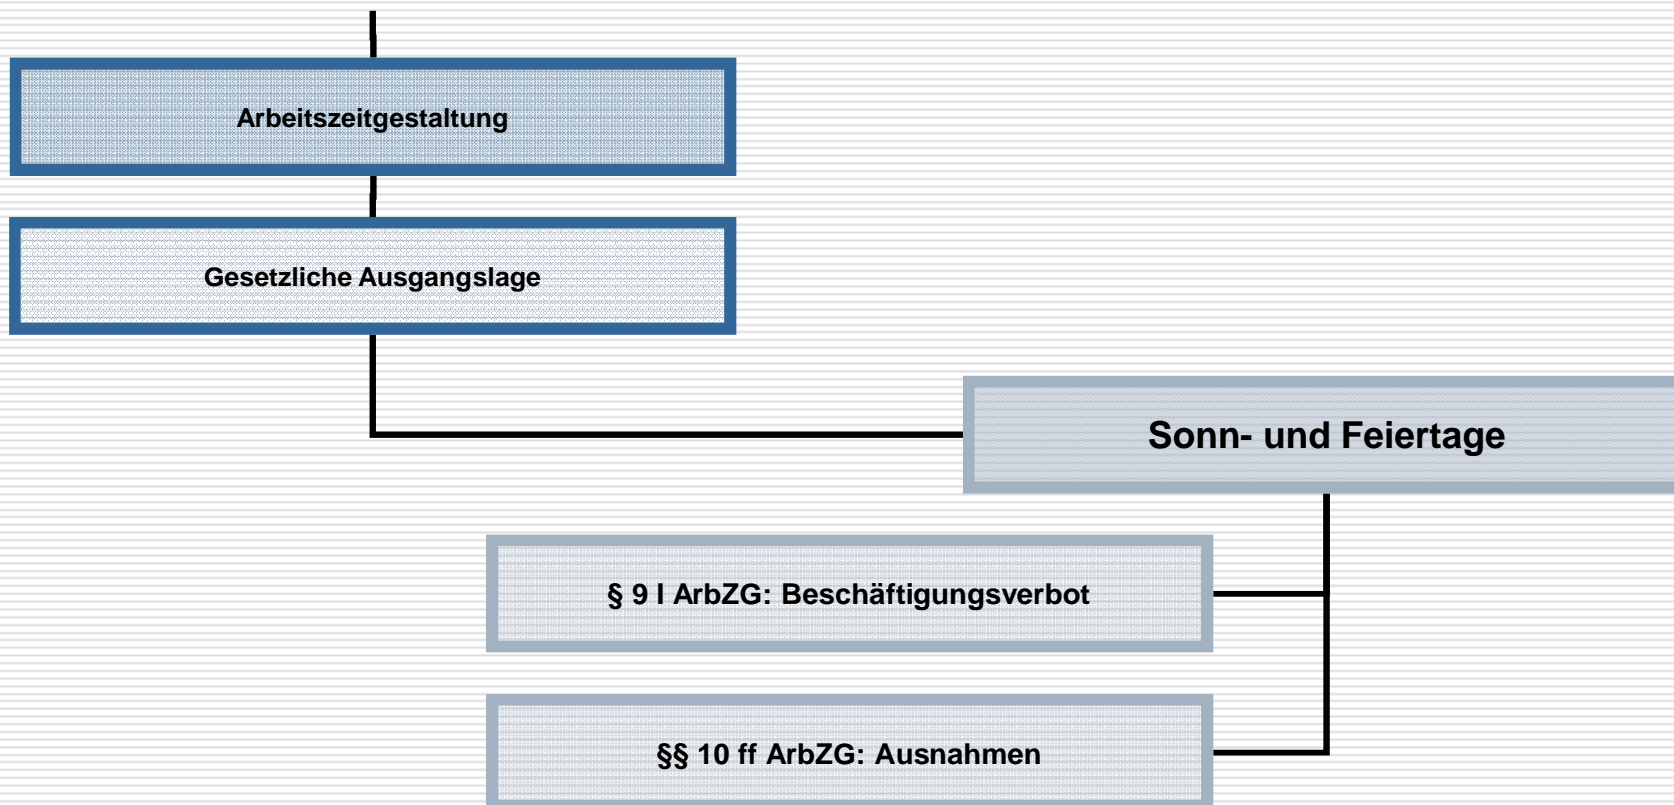 Arbeitszeitgestaltung
Gesetzliche Ausgangslage
Sonn- und Feiertage
§ 9 I ArbZG: Beschäftigungsverbot
§§ 10 ff ArbZG: Ausnahmen